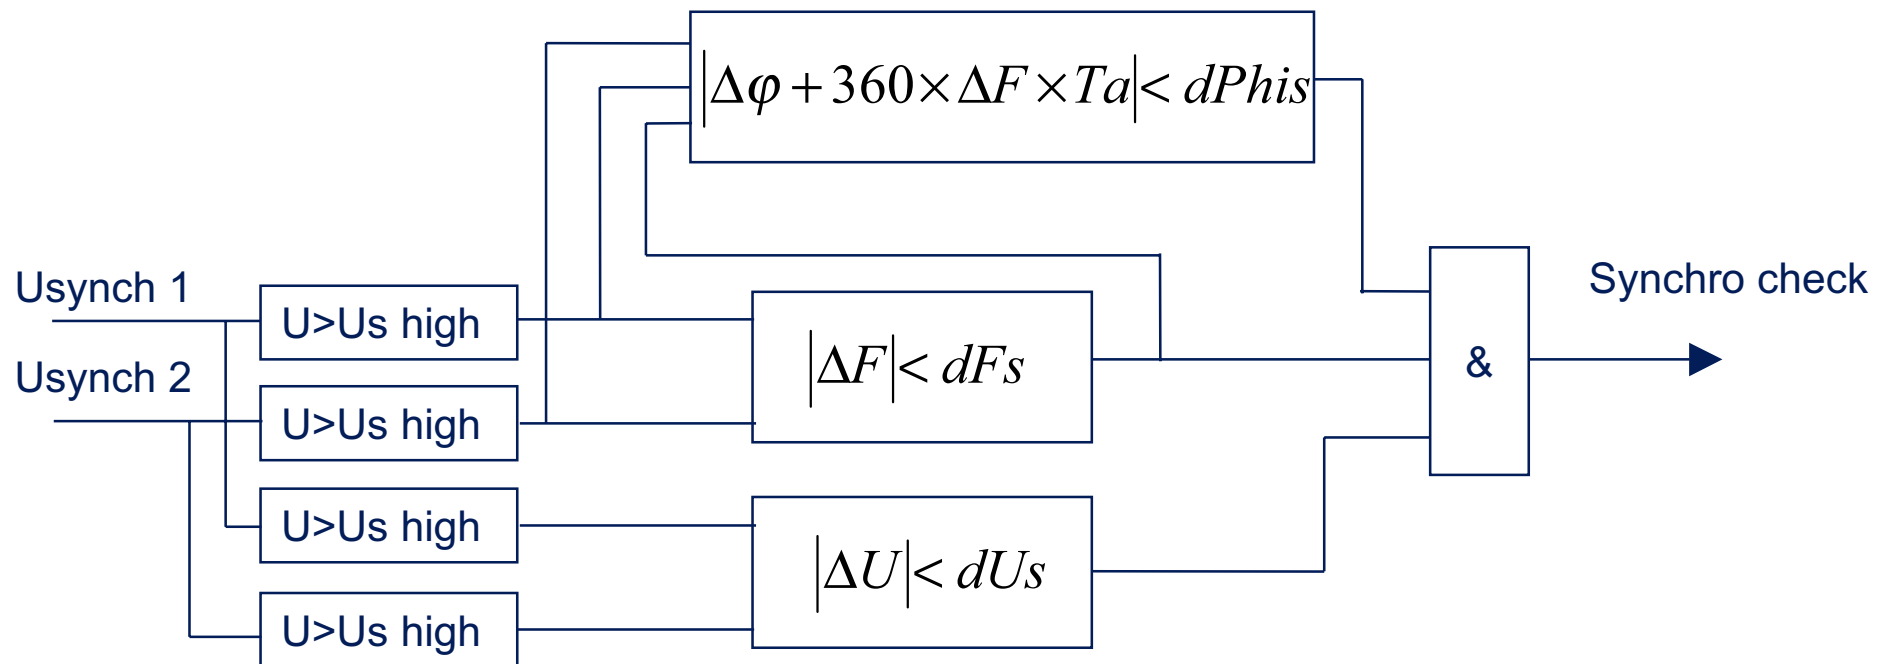 |Δφ + 360 × ΔF × Ta| < dPhis
Usynch 1
U>Us high
Usynch 2
U>Us high
|ΔF| < dFs
&
Synchro check
U>Us high
|ΔU| < dUs
U>Us high